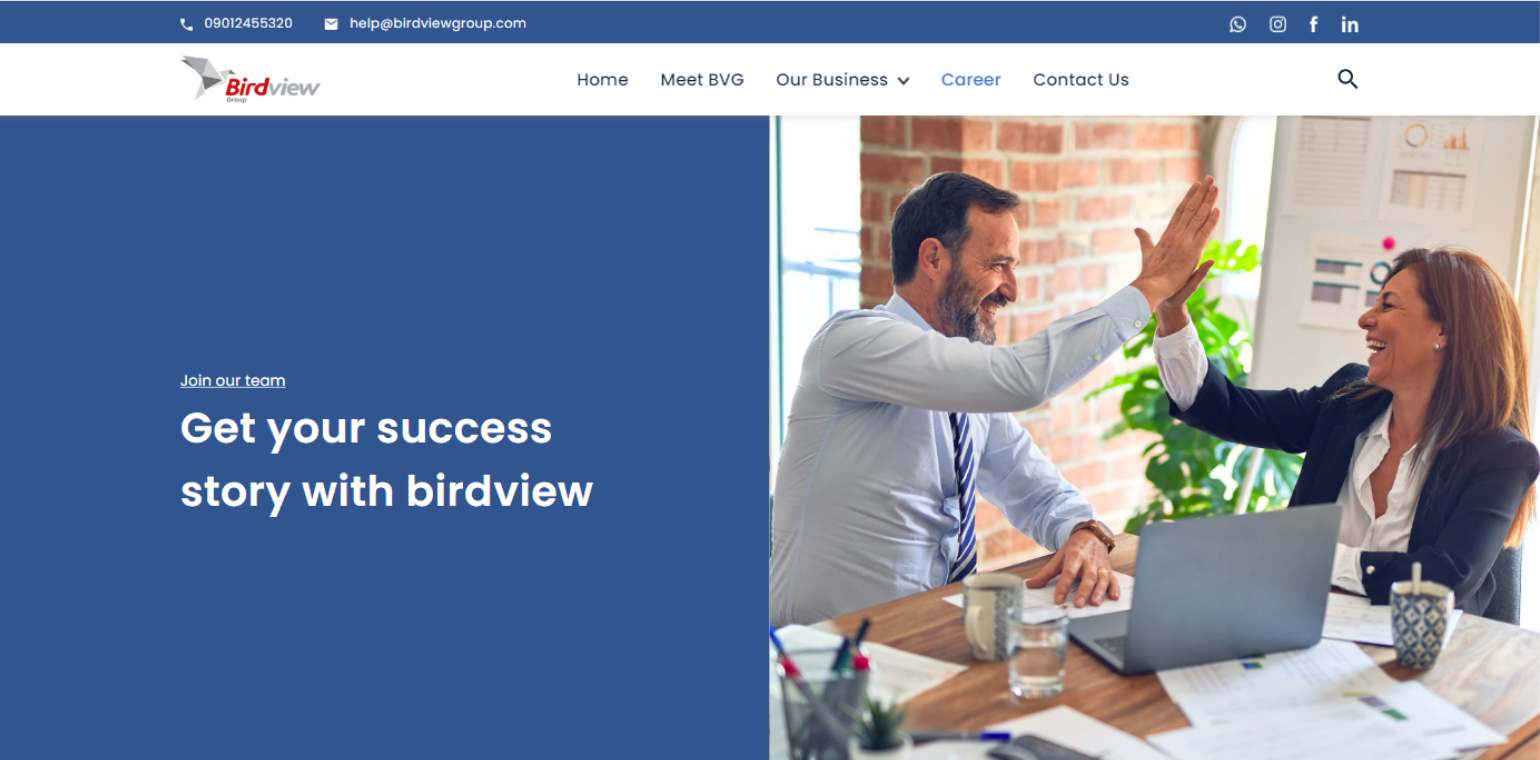 09012455320 help@birdviewgroup.com
Birdview
Group
Home Meet BVG Our Business Career Contact Us
Join our team
Get your success
story with birdview